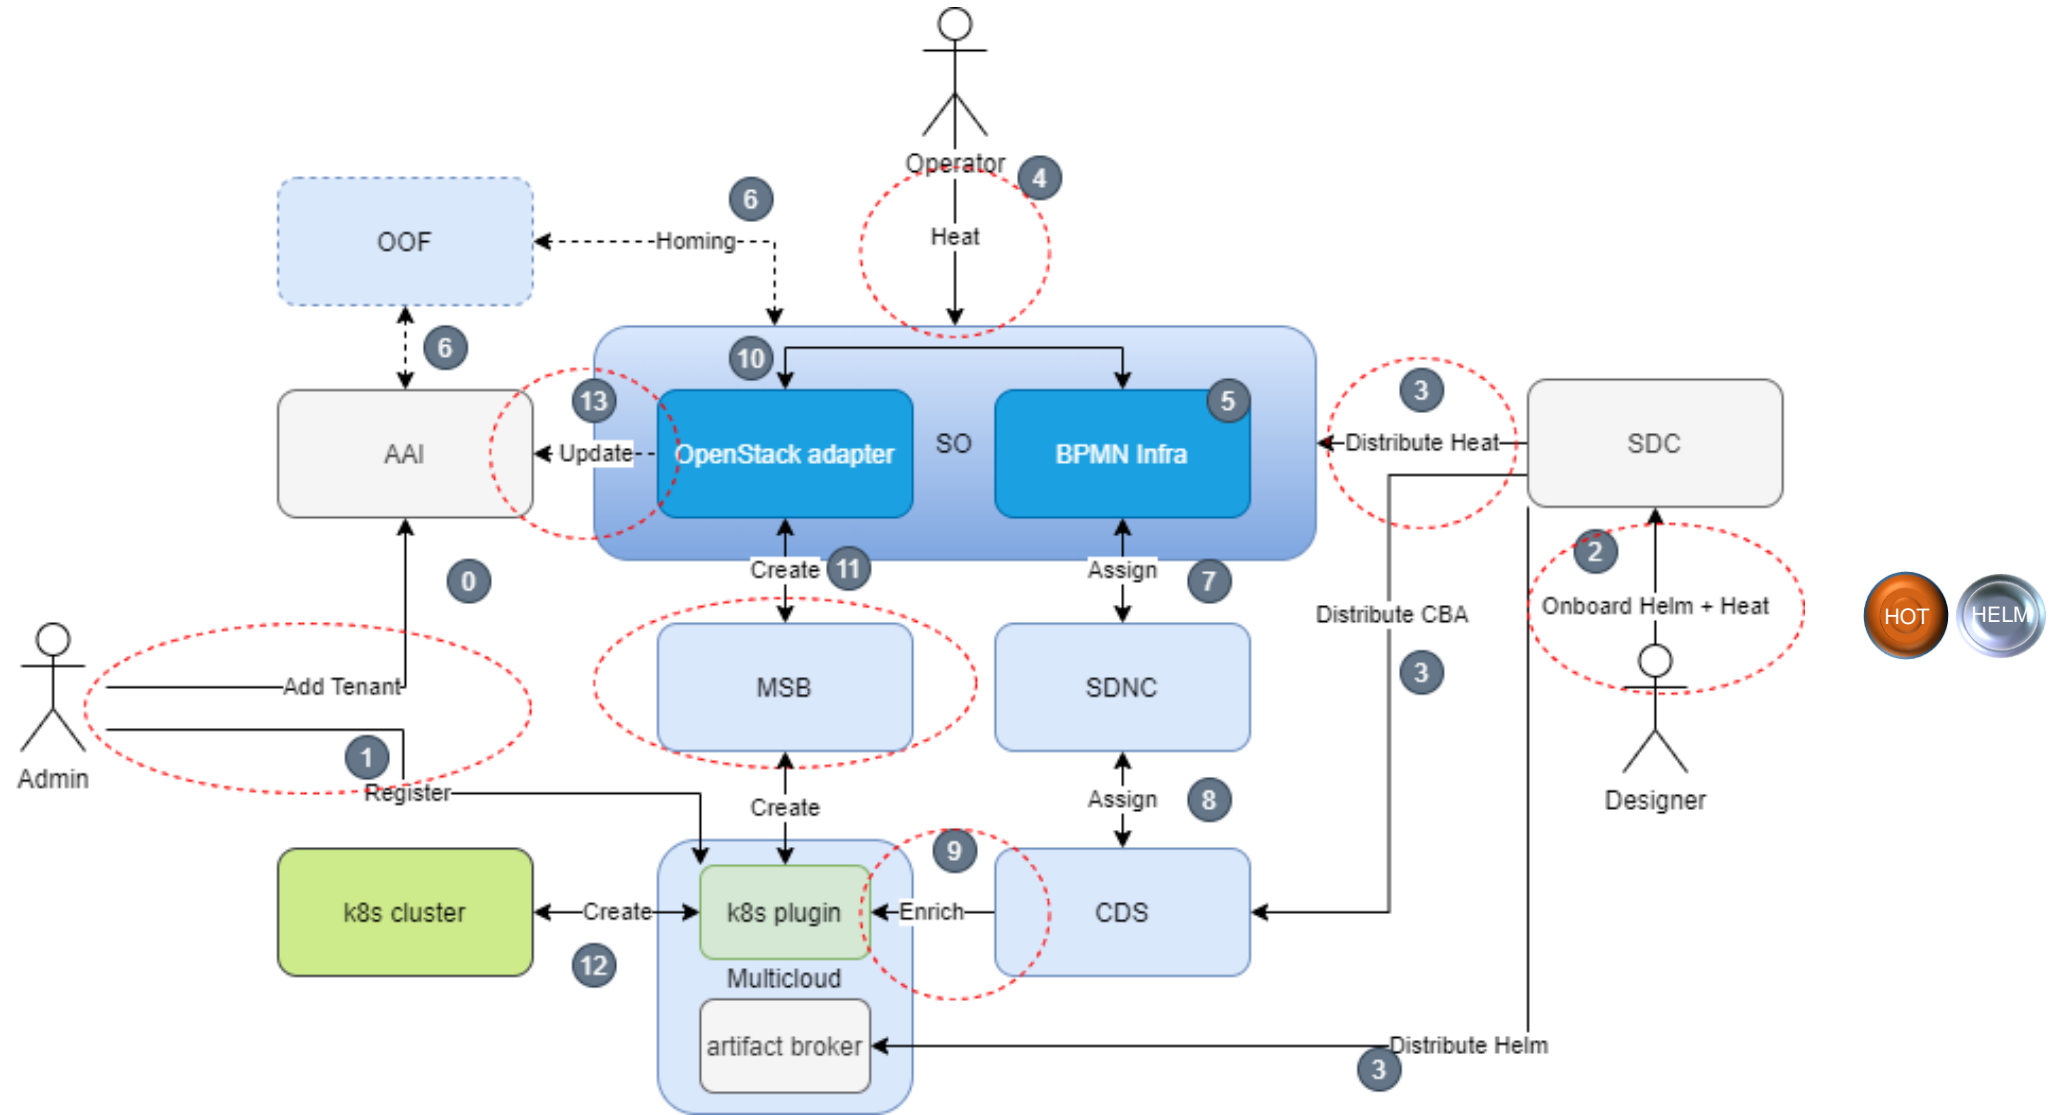 Operator
4
6
OOF
Homing
Heat
6
10
3
13
5
AAI
Update
OpenStack adapter
SO
BPMN Infra
Distribute Heat
SDC
0
Create
11
Assign
7
2
Distribute CBA
Onboard Helm + Heat
HOT
HELM
Add Tenant
MSB
SDNC
3
1
Admin
Register
Create
Assign
8
Designer
9
k8s cluster
Create
k8s plugin
Enrich
CDS
12
Multicloud
artifact broker
Distribute Helm
3